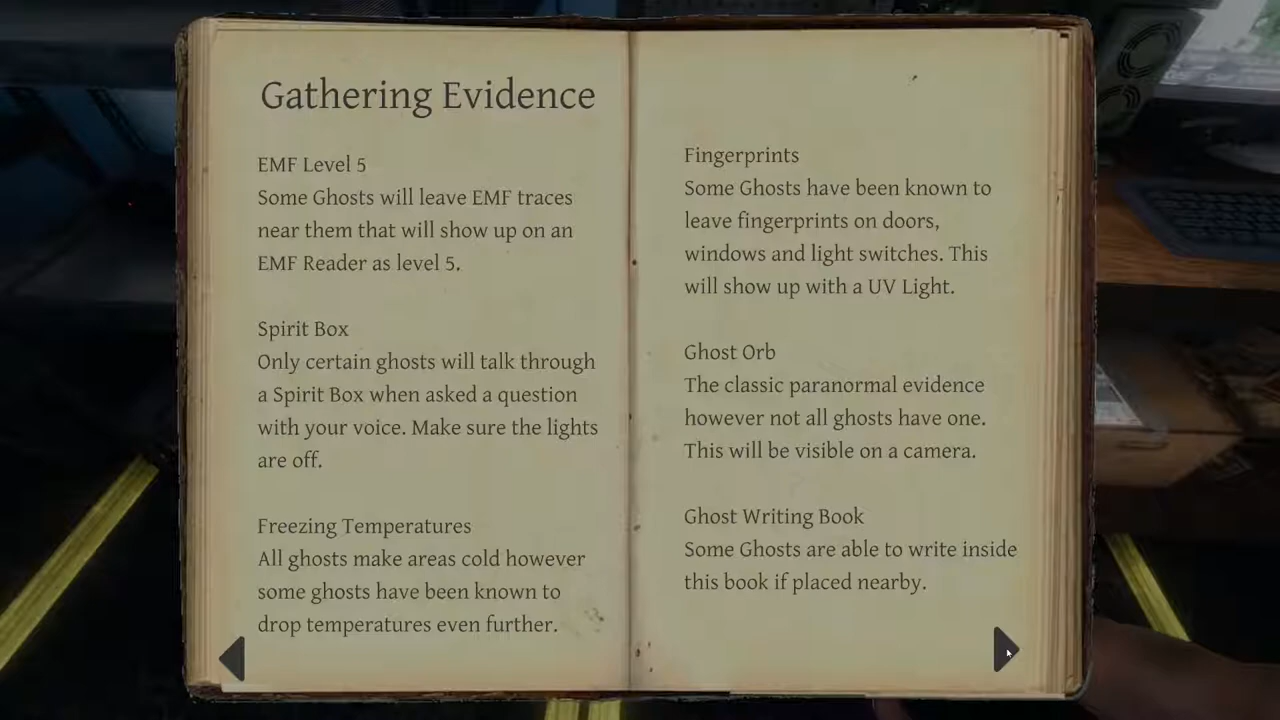 Gathering Evidence
EMF Level 5
Some Ghosts will leave EMF traces
near them that will show up on an
EMF Reader as level 5.
Spirit Box
Only certain ghosts will talk through
a Spirit Box when asked a question
with your voice. Make sure the lights
are off.
Freezing Temperatures
All ghosts make areas cold however
some ghosts have been known to
drop temperatures even further.
Fingerprints
Some Ghosts have been known to
leave fingerprints on doors,
windows and light switches. This
will show up with a UV Light.
Ghost Orb
The classic paranormal evidence
however not all ghosts have one.
This will be visible on a camera.
Ghost Writing Book
Some Ghosts are able to write inside
this book if placed nearby.